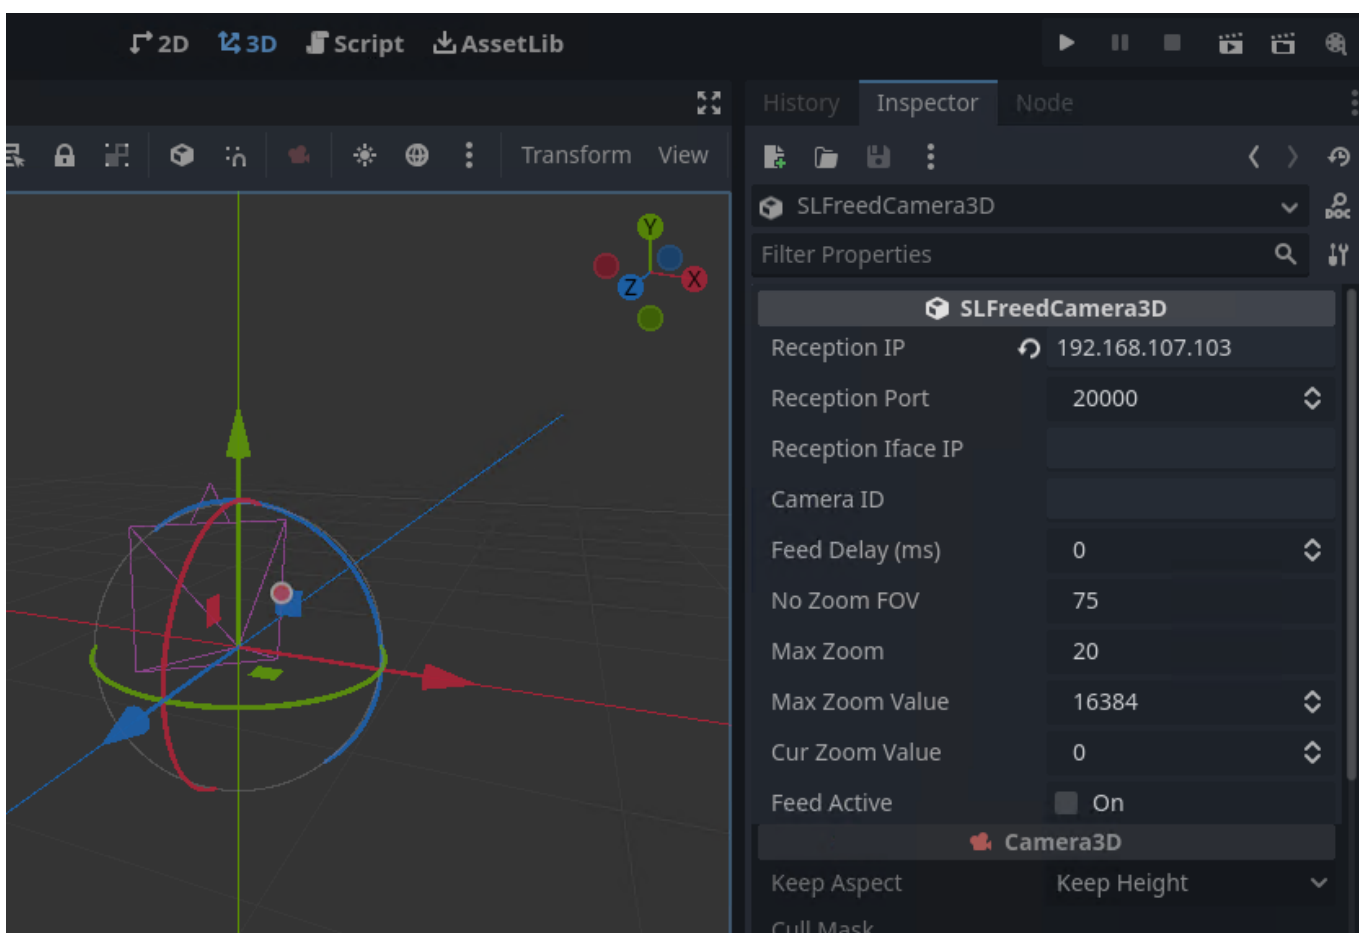 2D 3D Script AssetLib
History Inspector Node
Transform View
SLFreedCamera3D
DOC
Filter Properties
Y
X
Z
SLFreedCamera3D
Reception IP 192.168.107.103
Reception Port 20000
Reception Iface IP
Camera ID
Feed Delay (ms) 0
No Zoom FOV 75
Max Zoom 20
Max Zoom Value 16384
Cur Zoom Value 0
Feed Active On
Camera3D
Keep Aspect Keep Height
Cull Mask